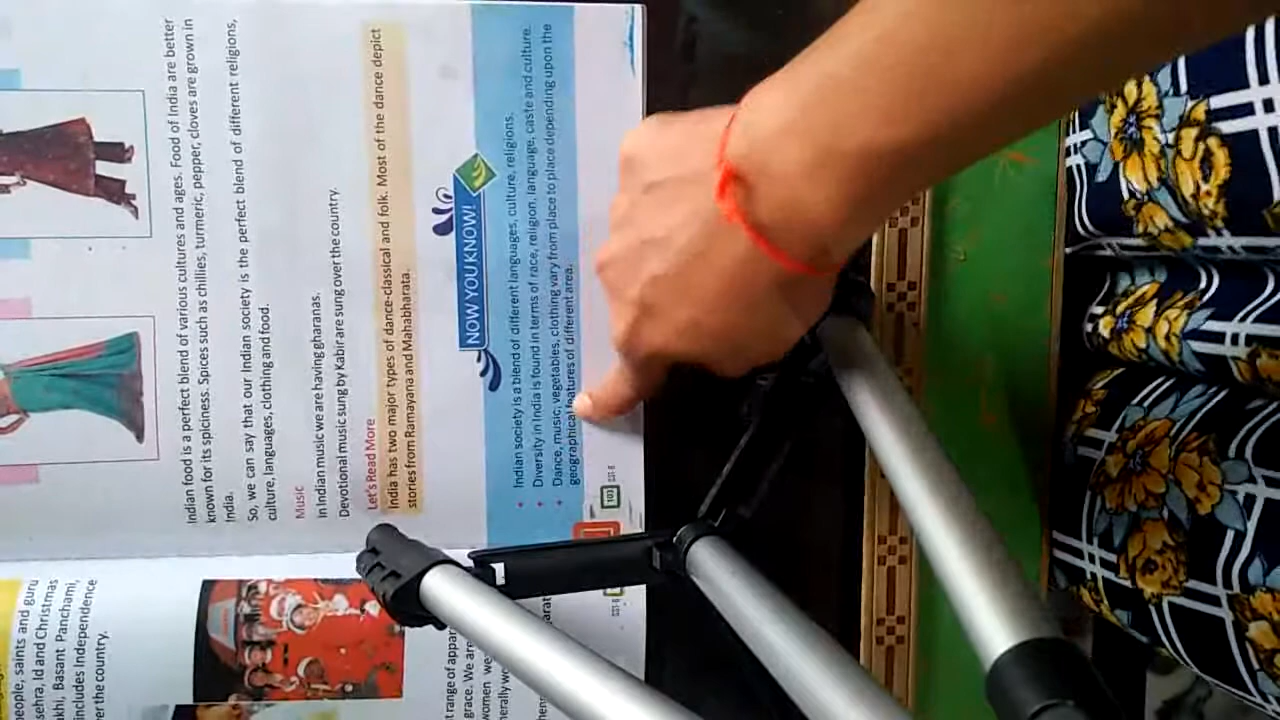 people, saints and guru
sehra, Id and Christmas
khi, Basant Panchami,
includes Independence
ver the country.
t range of appar
grace. We are
women we
nerally wo
Indian food is a perfect blend of various cultures and ages. Food of India are better
known for its spiciness. Spices such as chillies, turmeric, pepper, cloves are grown in
India.
So, we can say that our Indian society is the perfect blend of different religions,
culture, languages, clothing and food.
Music
In Indian music we are having gharanas.
Devotional music sung by Kabir are sung over the country.
Let's Read More
India has two major types of dance-classical and folk. Most of the dance depict
stories from Ramayana and Mahabharata.
NOW YOU KNOW!
• Indian society is a blend of different languages, culture, religions.
• Diversity in India is found in terms of race, religion, language, caste and culture.
• Dance, music, vegetables, clothing vary from place to place depending upon the
geographical features of different area.
103